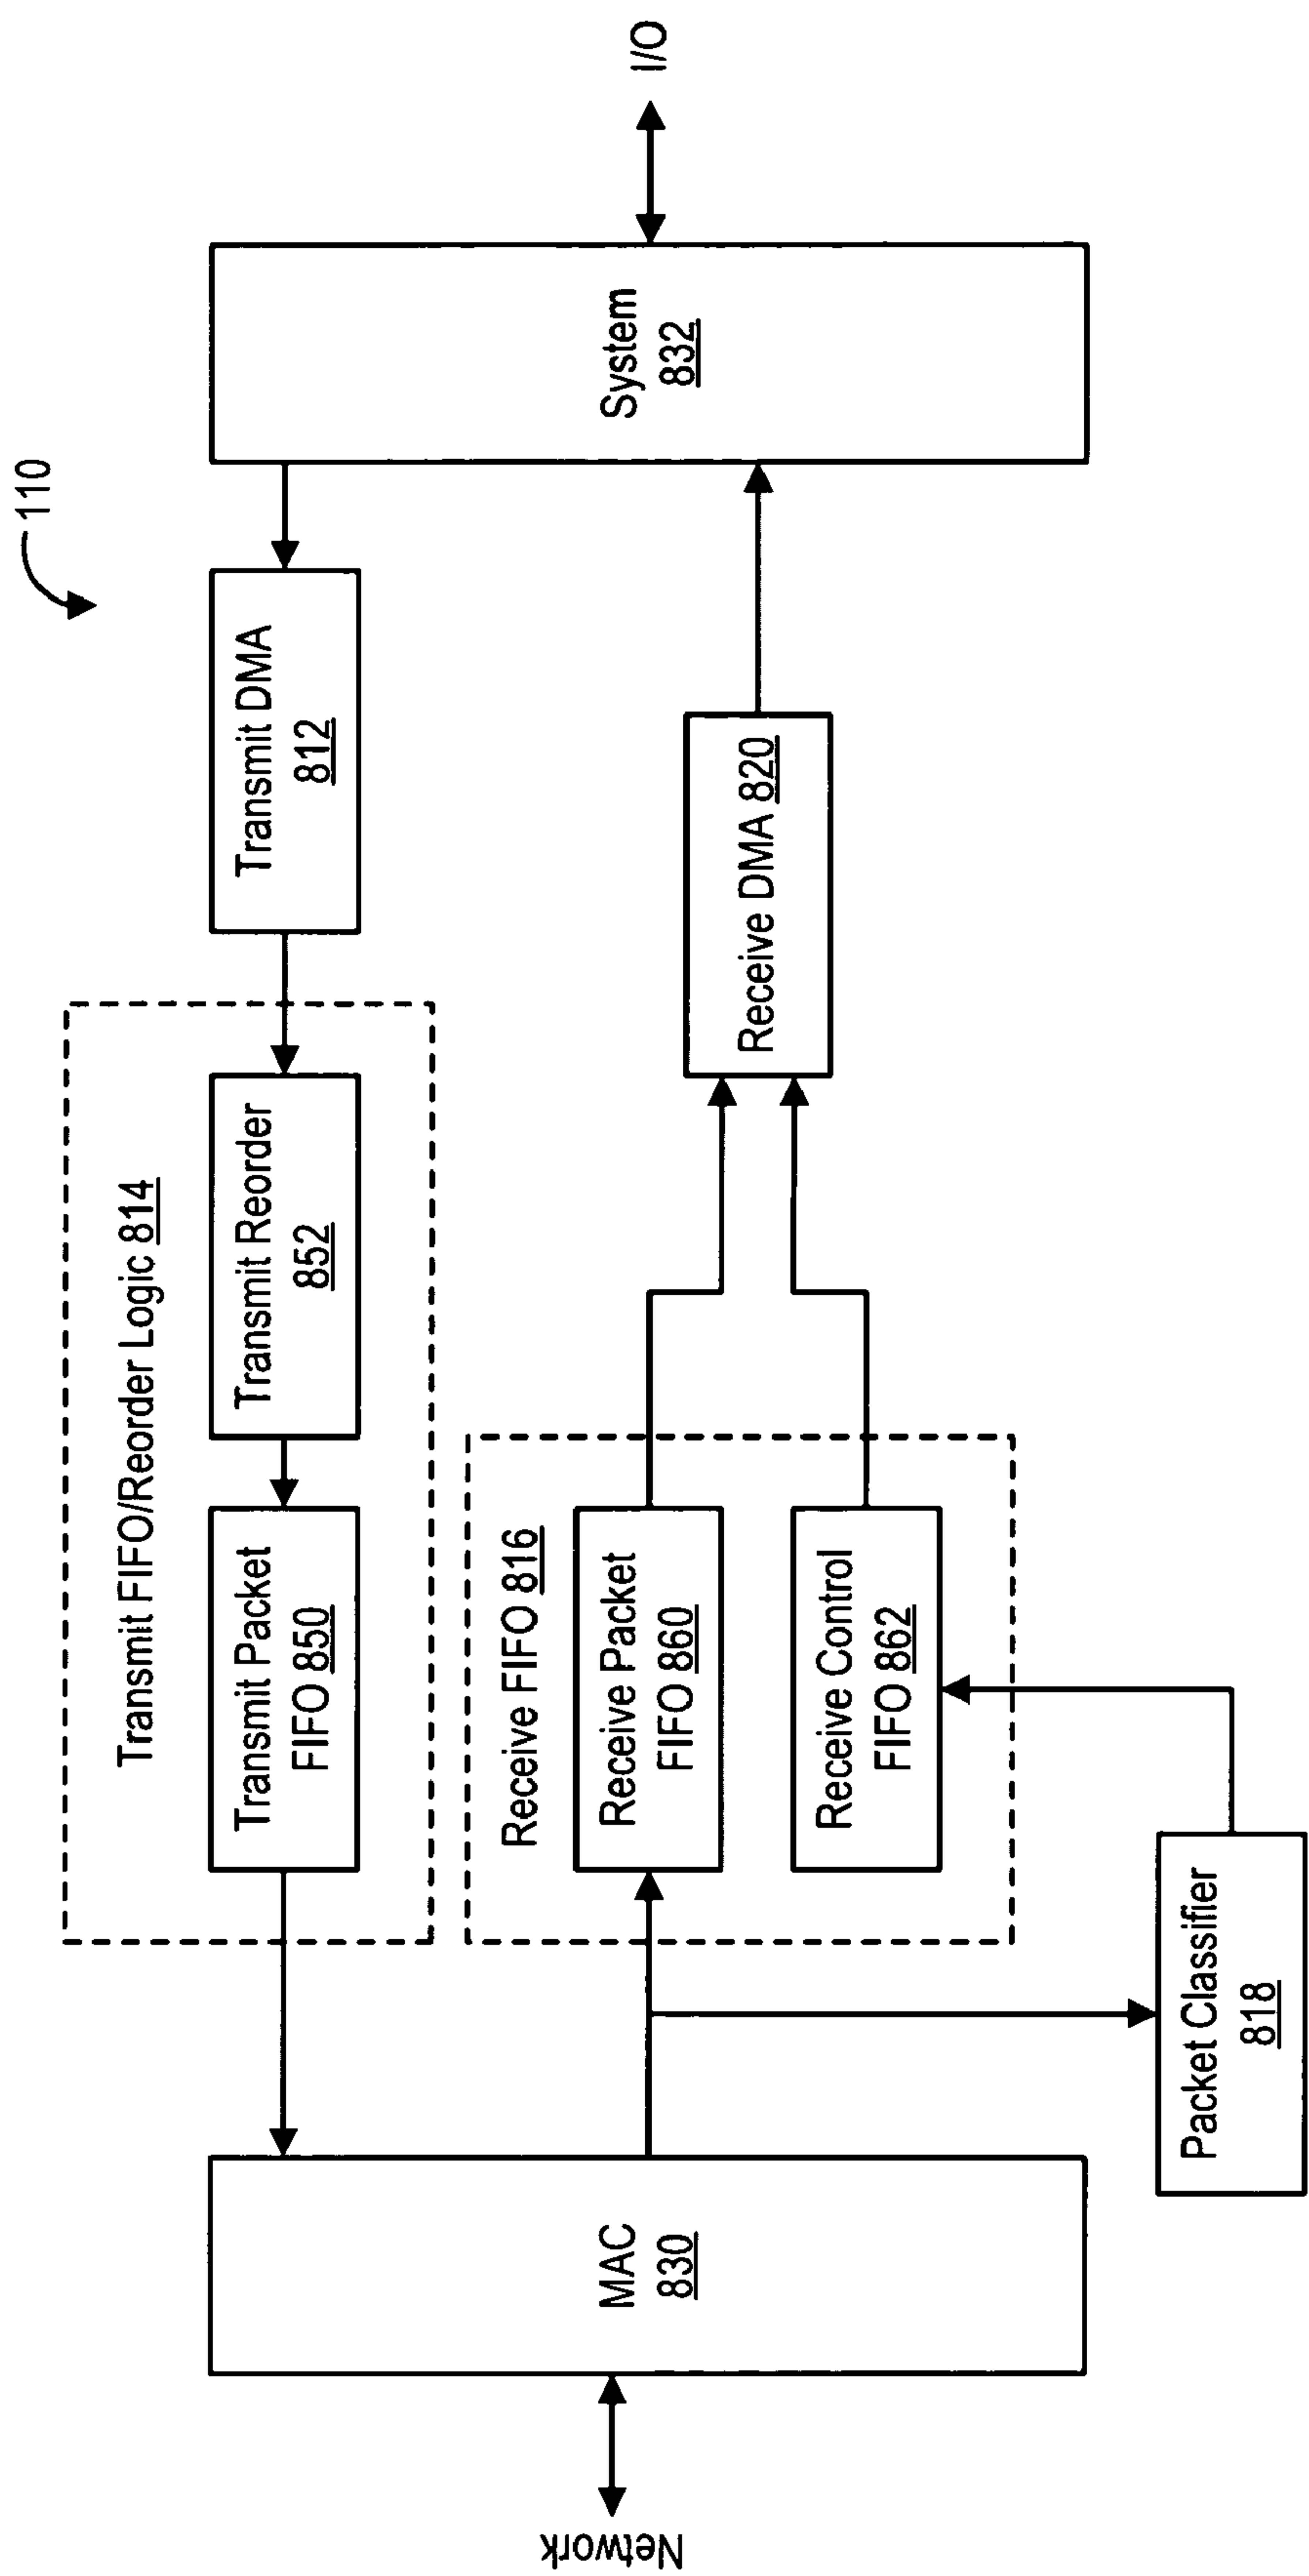 110
Transmit FIFO/Reorder Logic 814
Transmit Packet
FIFO 850
Transmit Reorder
852
Transmit DMA
812
Receive FIFO 816
Receive Packet
FIFO 860
Receive Control
FIFO 862
Receive DMA 820
MAC
830
System
832
Network
I/O
Packet Classifier
818